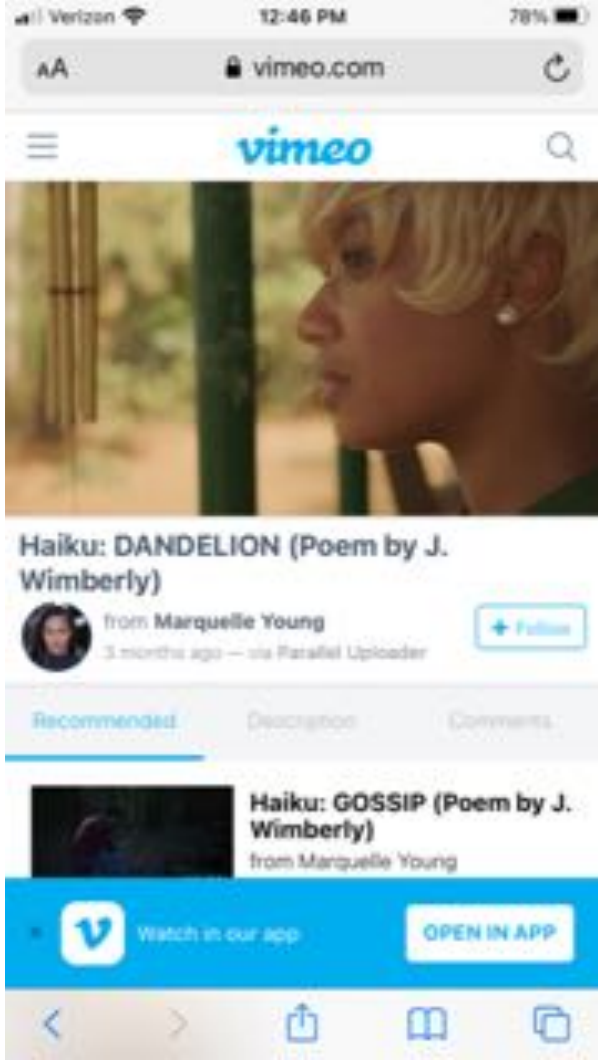 Verizon 12:46 PM 78%
AA vimeo.com
vimeo
Haiku: DANDELION (Poem by J.
Wimberly)
from Marquelle Young
+ Follow
3 months ago — via Parallel Uploader
Recommended Description Comments
Haiku: GOSSIP (Poem by J.
Wimberly)
from Marquelle Young
Watch in our app
OPEN IN APP